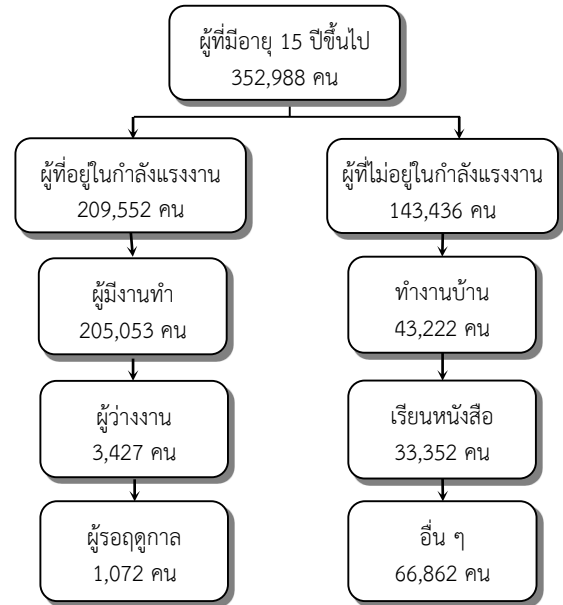 ผู้ที่มีอายุ 15 ปีขึ้นไป
352,988 คน
ผู้ที่อยู่ในกำลังแรงงาน
209,552 คน
ผู้ที่ไม่อยู่ในกำลังแรงงาน
143,436 คน
ผู้มีงานทำ
205,053 คน
ทำงานบ้าน
43,222 คน
ผู้ว่างงาน
3,427 คน
เรียนหนังสือ
33,352 คน
ผู้รอฤดูกาล
1,072 คน
อื่น ๆ
66,862 คน